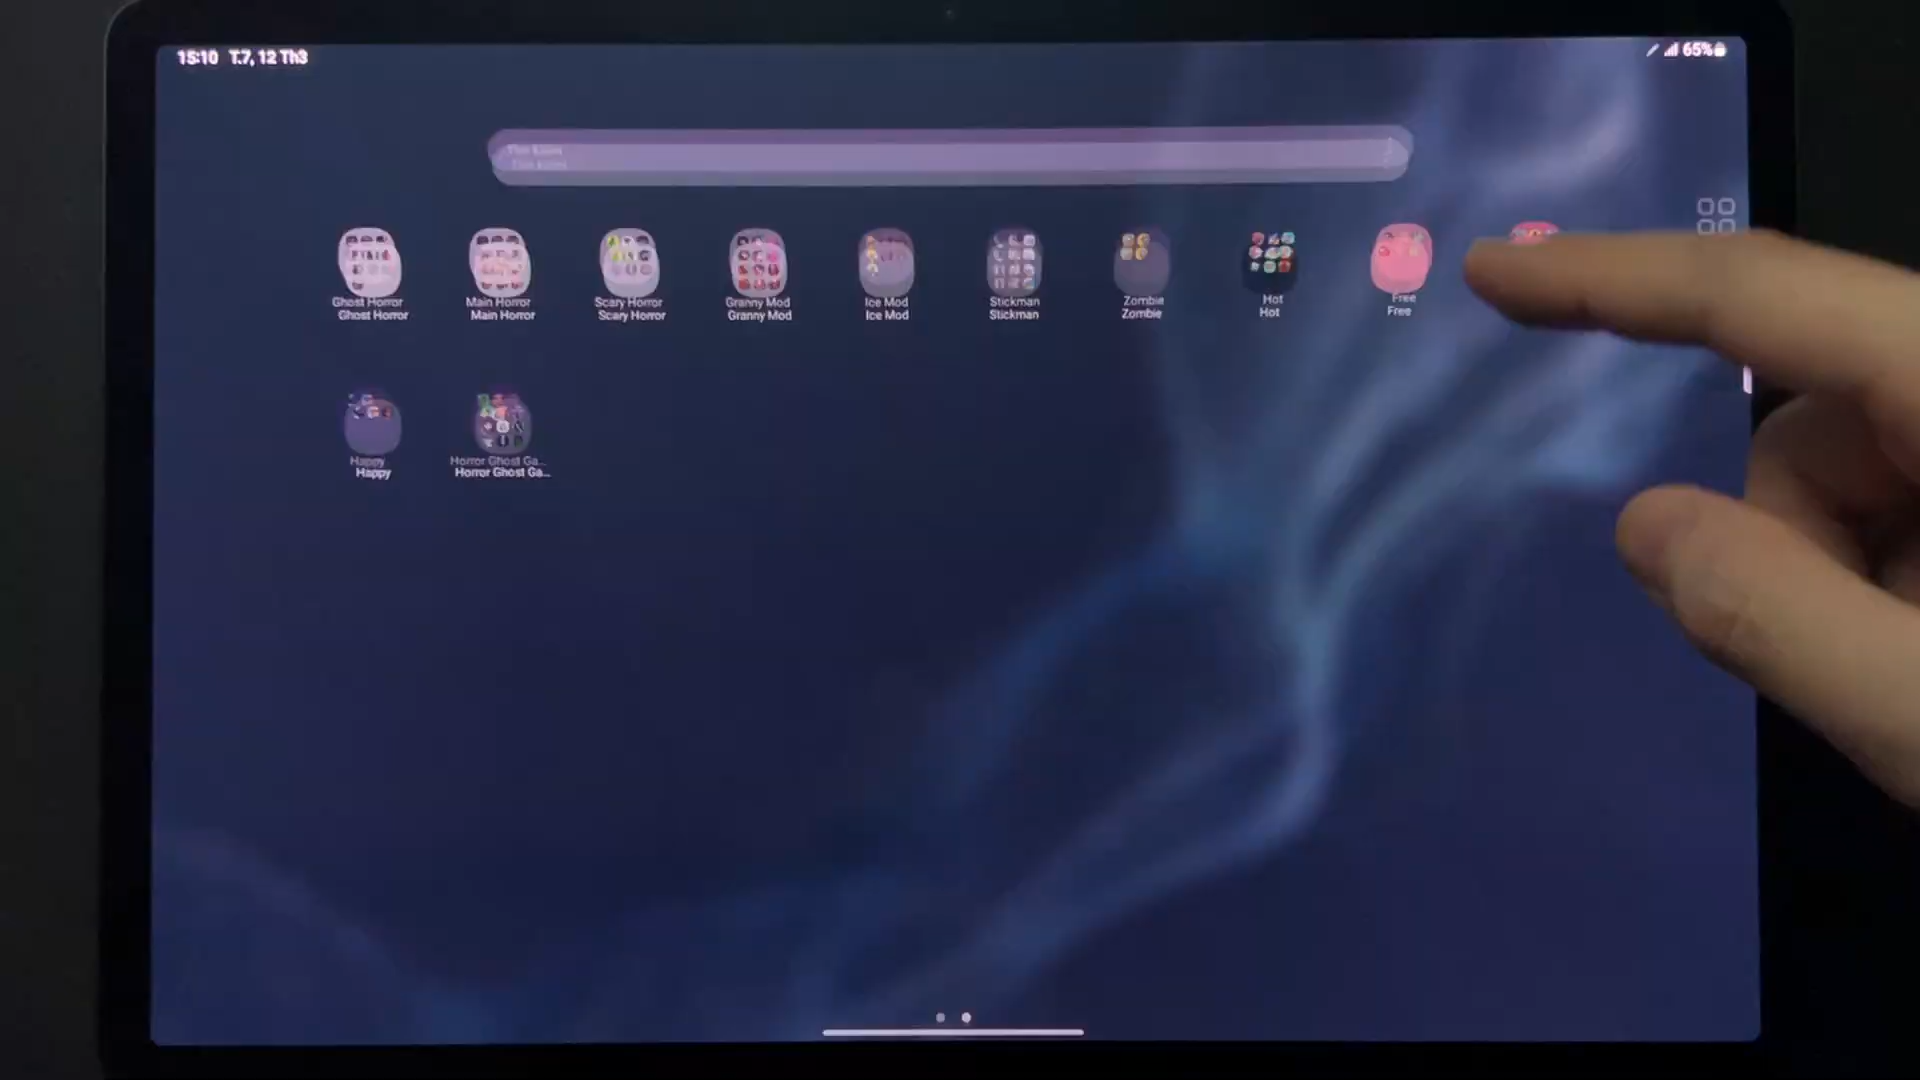 15:10 T.7, 12 Th3
65%
Ghost Horror Main Horror Scary Horror Granny Mod Ice Mod Stickman Zombie Hot Free
Ghost Horror Main Horror Scary Horror Granny Mod Ice Mod Stickman Zombie Hot Free
Happy Horror Ghost Ga...
Happy Horror Ghost Ga...